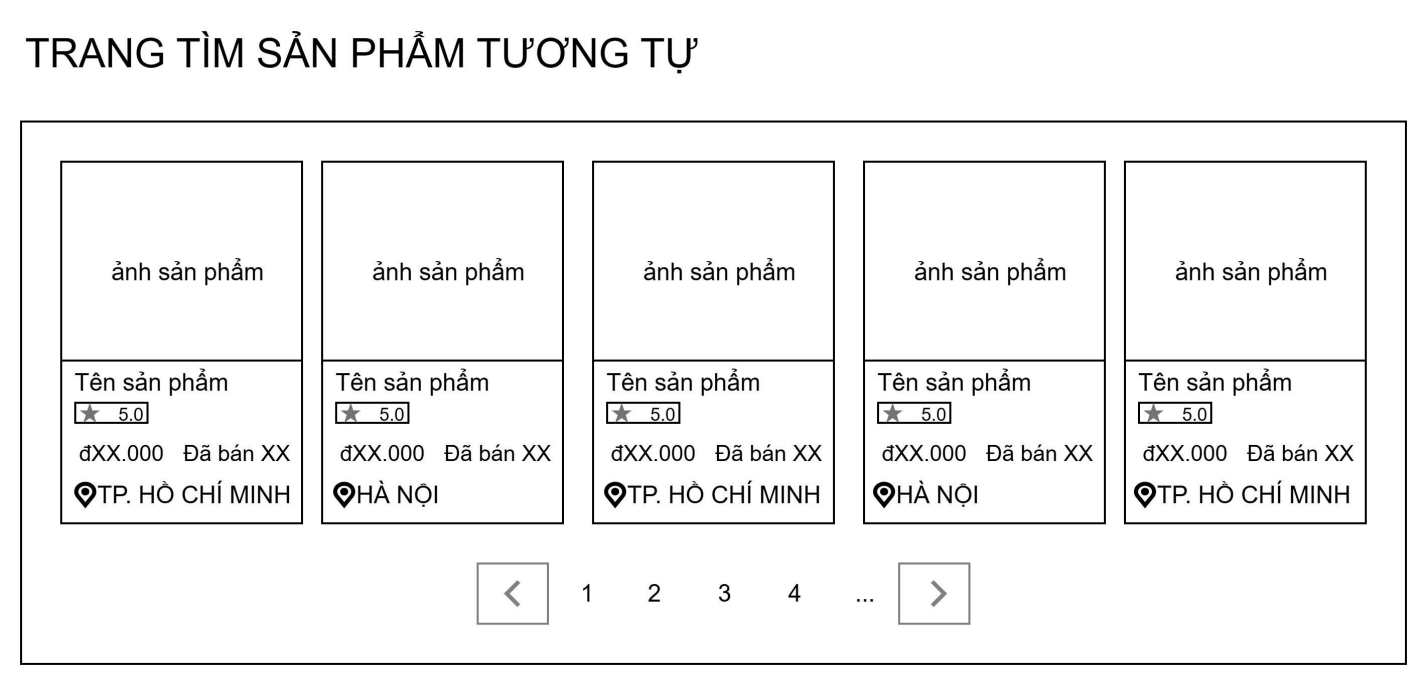 TRANG TÌM SẢN PHẨM TƯƠNG TỰ
ảnh sản phẩm
Tên sản phẩm
5.0
đXX.000 Đã bán XX
TP. HỒ CHÍ MINH
ảnh sản phẩm
Tên sản phẩm
5.0
đXX.000 Đã bán XX
HÀ NỘI
ảnh sản phẩm
Tên sản phẩm
5.0
đXX.000 Đã bán XX
TP. HỒ CHÍ MINH
ảnh sản phẩm
Tên sản phẩm
5.0
đXX.000 Đã bán XX
HÀ NỘI
ảnh sản phẩm
Tên sản phẩm
5.0
đXX.000 Đã bán XX
TP. HỒ CHÍ MINH
1 2 3 4 ...